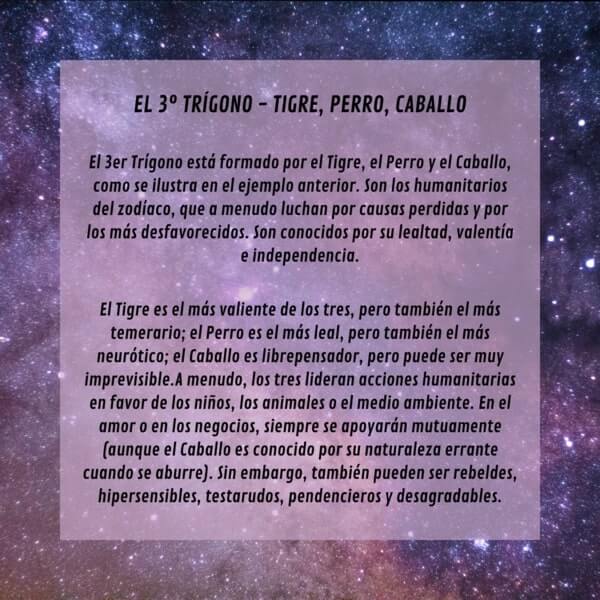 EL 3º TRÍGONO - TIGRE, PERRO, CABALLO
El 3er Trígono está formado por el Tigre, el Perro y el Caballo,
como se ilustra en el ejemplo anterior. Son los humanitarios
del zodíaco, que a menudo luchan por causas perdidas y por
los más desfavorecidos. Son conocidos por su lealtad, valentía
e independencia.
El Tigre es el más valiente de los tres, pero también el más
temerario; el Perro es el más leal, pero también el más
neurótico; el Caballo es librepensador, pero puede ser muy
imprevisible.A menudo, los tres lideran acciones humanitarias
en favor de los niños, los animales o el medio ambiente. En el
amor o en los negocios, siempre se apoyarán mutuamente
(aunque el Caballo es conocido por su naturaleza errante
cuando se aburre). Sin embargo, también pueden ser rebeldes,
hipersensibles, testarudos, pendencieros y desagradables.